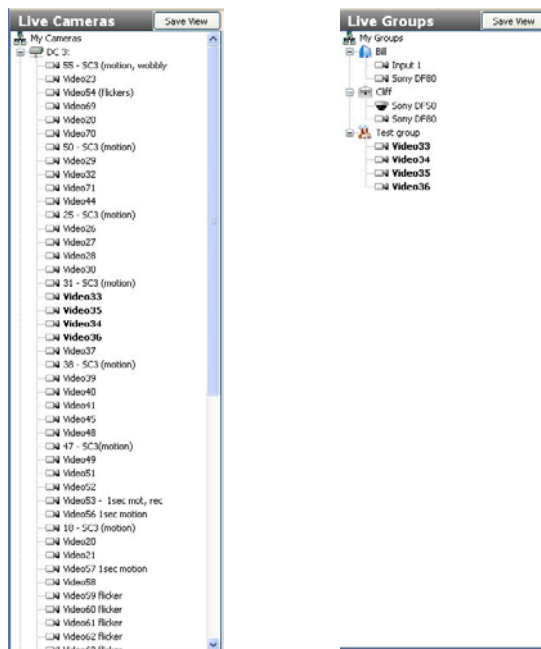 Live Cameras
Save View
My Cameras
DC 3:
55 - SC3 (motion, wobbly
Video23
Video54 (flickers)
Video69
Video20
Video70
50 - SC3 (motion)
Video29
Video32
Video71
Video44
25 - SC3 (motion)
Video26
Video27
Video28
Video30
31 - SC3 (motion)
Video33
Video35
Video34
Video36
Video37
38 - SC3 (motion)
Video39
Video40
Video41
Video45
Video48
47 - SC3(motion)
Video49
Video51
Video52
Video53 - 1sec mot, rec
Video56 1sec motion
18 - SC3 (motion)
Video20
Video21
Video57 1sec motion
Video58
Video59 flicker
Video60 flicker
Video61 flicker
Video62 flicker
Live Groups
Save View
My Groups
Bill
Input 1
Sony DF80
Cliff
Sony DF50
Sony DF80
Test group
Video33
Video34
Video35
Video36